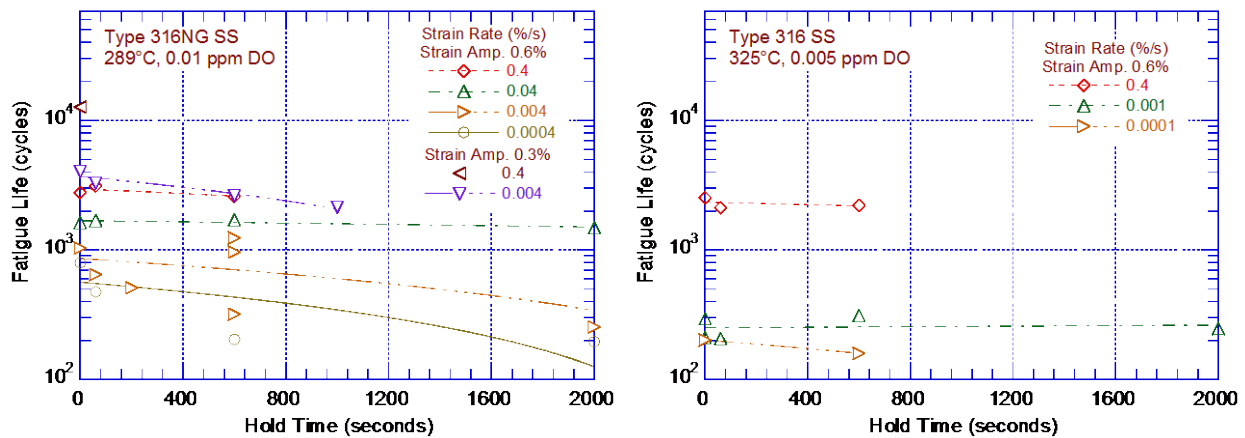 Type 316NG SS
289°C, 0.01 ppm DO
Strain Rate (%/s)
Strain Amp. 0.6%
0.4
0.04
0.004
0.0004
Strain Amp. 0.3%
0.4
0.004
Fatigue Life (cycles)
10^4
10^3
10^2
0
400
800
1200
1600
2000
Hold Time (seconds)
Type 316 SS
325°C, 0.005 ppm DO
Strain Rate (%/s)
Strain Amp. 0.6%
0.4
0.001
0.0001
Fatigue Life (cycles)
10^4
10^3
10^2
0
400
800
1200
1600
2000
Hold Time (seconds)